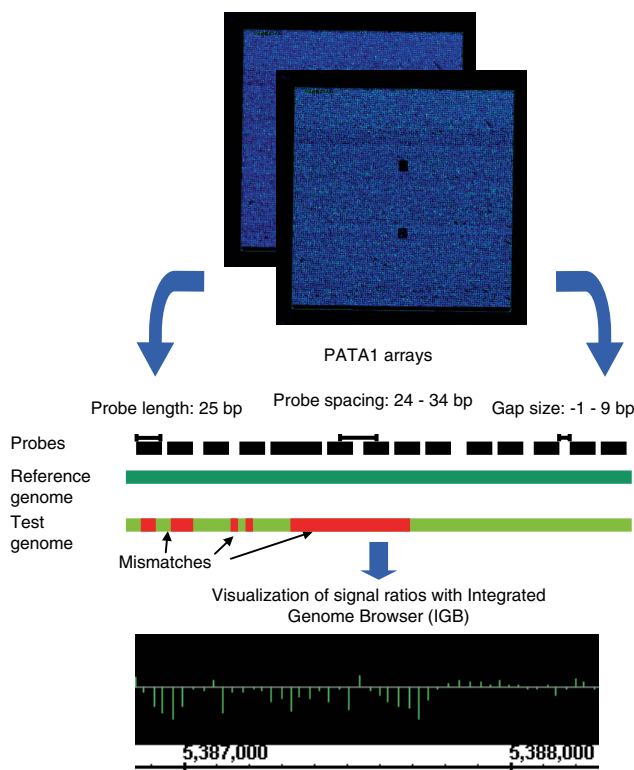 PATA1 arrays
Probe length: 25 bp
Probe spacing: 24 - 34 bp
Gap size: -1 - 9 bp
Probes
Reference
genome
Test
genome
Mismatches
Visualization of signal ratios with Integrated
Genome Browser (IGB)
5,387,000
5,388,000